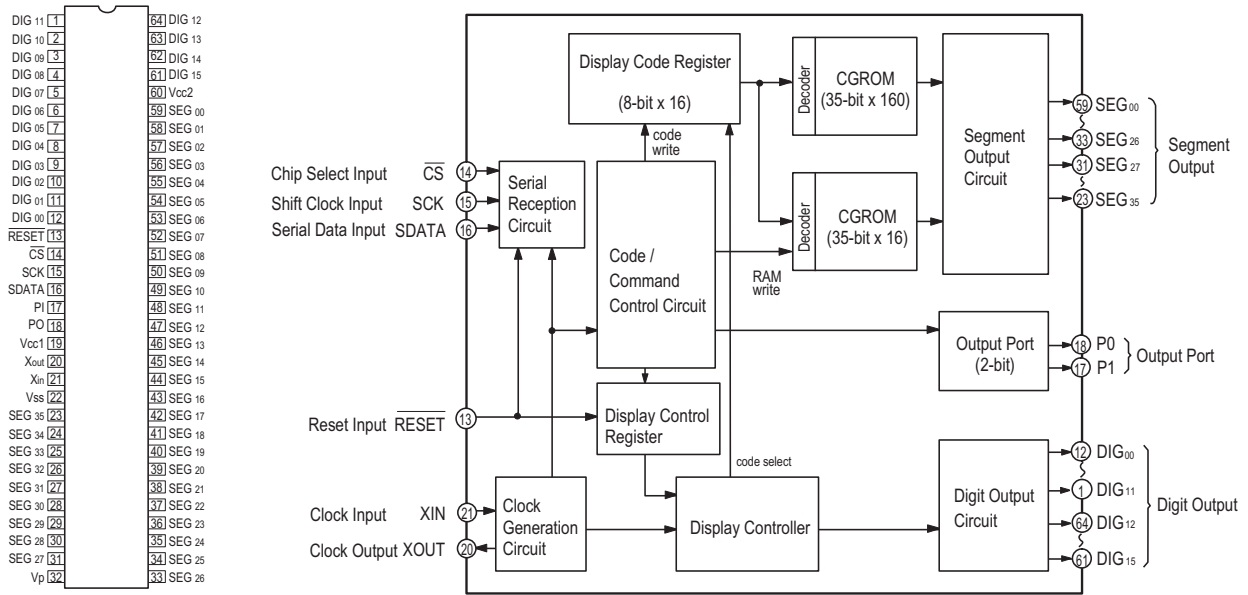 DIG 11 1 64 DIG 12
DIG 10 2 63 DIG 13
DIG 09 3 62 DIG 14
DIG 08 4 61 DIG 15
DIG 07 5 60 Vcc2
DIG 06 6 59 SEG 00
DIG 05 7 58 SEG 01
DIG 04 8 57 SEG 02
DIG 03 9 56 SEG 03
DIG 02 10 55 SEG 04
DIG 01 11 54 SEG 05
DIG 00 12 53 SEG 06
RESET 13 52 SEG 07
CS 14 51 SEG 08
SCK 15 50 SEG 09
SDATA 16 49 SEG 10
PI 17 48 SEG 11
PO 18 47 SEG 12
Vcc1 19 46 SEG 13
Xout 20 45 SEG 14
Xin 21 44 SEG 15
Vss 22 43 SEG 16
SEG 35 23 42 SEG 17
SEG 34 24 41 SEG 18
SEG 33 25 40 SEG 19
SEG 32 26 39 SEG 20
SEG 31 27 38 SEG 21
SEG 30 28 37 SEG 22
SEG 29 29 36 SEG 23
SEG 28 30 35 SEG 24
SEG 27 31 34 SEG 25
Vp 32 33 SEG 26
Chip Select Input CS 14
Shift Clock Input SCK 15
Serial Data Input SDATA 16
Reset Input RESET 13
Clock Input XIN 21
Clock Output XOUT 20
Serial
Reception
Circuit
Clock
Generation
Circuit
Display Code Register
(8-bit x 16)
code
write
Code /
Command
Control Circuit
RAM
write
Display Control
Register
code select
Display Controller
Decoder
CGROM
(35-bit x 160)
Decoder
CGROM
(35-bit x 16)
Segment
Output
Circuit
Output Port
(2-bit)
Digit Output
Circuit
59 SEG00
33 SEG26
31 SEG27
23 SEG35
Segment
Output
18 P0
17 P1
Output Port
12 DIG00
1 DIG11
64 DIG12
61 DIG15
Digit Output